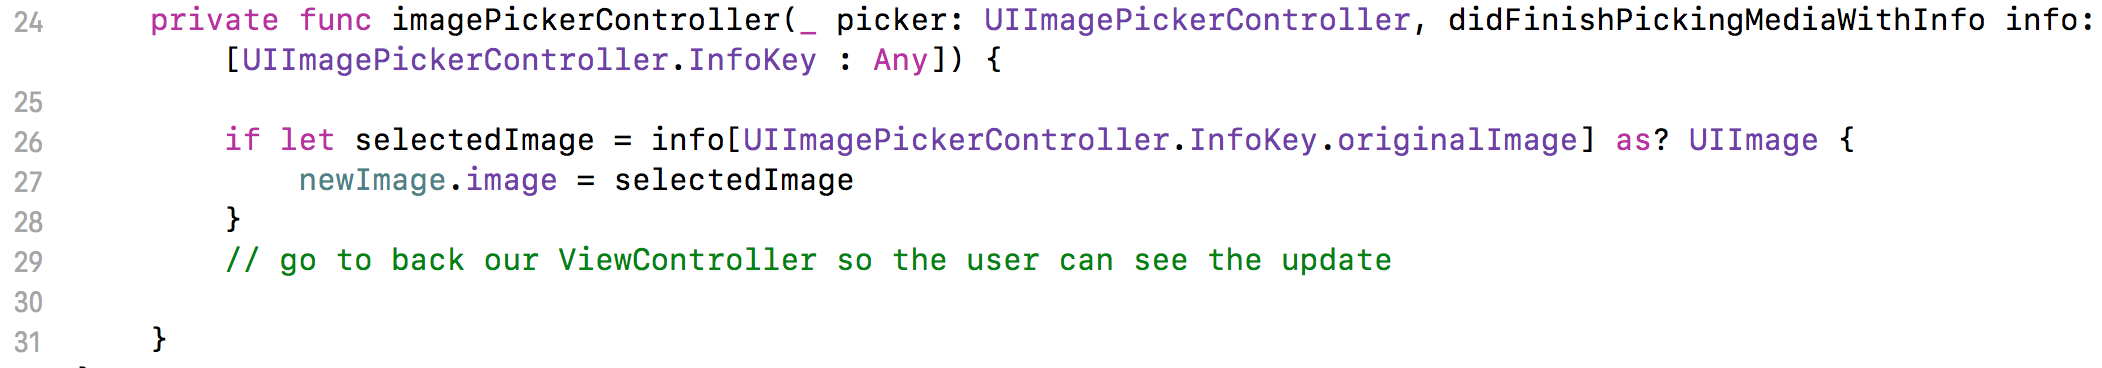 24 private func imagePickerController(_ picker: UIImagePickerController, didFinishPickingMediaWithInfo info:
[UIImagePickerController.InfoKey : Any]) {
25
26 if let selectedImage = info[UIImagePickerController.InfoKey.originalImage] as? UIImage {
27 newImage.image = selectedImage
28 }
29 // go to back our ViewController so the user can see the update
30
31 }